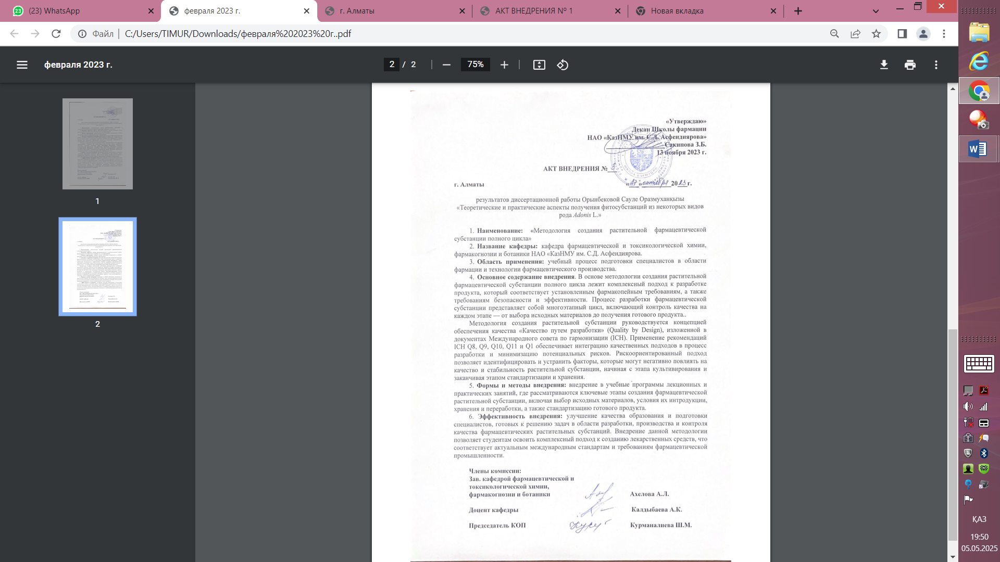 (23) WhatsApp
февраля 2023 г.
г. Алматы
АКТ ВНЕДРЕНИЯ № 1
Новая вкладка
Файл
C:/Users/TIMUR/Downloads/февраля%202023%20г..pdf
февраля 2023 г.
2 / 2
75%
1
2
«Утверждаю»
Декан Школы фармации
НАО «КазНМУ им. С.Д. Асфендиярова»
Сакипова З.Б.
13 ноября 2023 г.
АКТ ВНЕДРЕНИЯ № 3
г. Алматы «27» октября 2023 г.
результатов диссертационной работы Орынбековой Сауле Оразмуханқызы
«Теоретические и практические аспекты получения фитосубстанций из некоторых видов
рода Adonis L.»
1. Наименование: «Методология создания растительной фармацевтической
субстанции полного цикла»
2. Название кафедры: кафедра фармацевтической и токсикологической химии,
фармакогнозии и ботаники НАО «КазНМУ им. С.Д. Асфендиярова.
3. Область применения: учебный процесс подготовки специалистов в области
фармации и технологии фармацевтического производства.
4. Основное содержание внедрения. В основе методологии создания растительной
фармацевтической субстанции полного цикла лежит комплексный подход к разработке
продукта, который соответствует установленным фармакопейным требованиям, а также
требованиям безопасности и эффективности. Процесс разработки фармацевтической
субстанции представляет собой многоэтапный цикл, включающий контроль качества на
каждом этапе — от выбора исходных материалов до получения готового продукта..
Методология создания растительной субстанции руководствуется концепцией
обеспечения качества «Качество путем разработки» (Quality by Design), изложенной в
документах Международного совета по гармонизации (ICH). Применение рекомендаций
ICH Q8, Q9, Q10, Q11 и Q1 обеспечивает интеграцию качественных подходов в процесс
разработки и минимизацию потенциальных рисков. Рискоориентированный подход
позволяет идентифицировать и устранить факторы, которые могут негативно повлиять на
качество и стабильность растительной субстанции, начиная с этапа культивирования и
заканчивая этапом стандартизации и хранения.
5. Формы и методы внедрения: внедрение в учебные программы лекционных и
практических занятий, где рассматриваются ключевые этапы создания фармацевтической
растительной субстанции, включая выбор исходных материалов, условия их интродукции,
хранения и переработки, а также стандартизацию готового продукта.
6. Эффективность внедрения: улучшение качества образования и подготовки
специалистов, готовых к решению задач в области разработки, производства и контроля
качества фармацевтических растительных субстанций. Внедрение данной методологии
позволяет студентам освоить комплексный подход к созданию лекарственных средств, что
соответствует актуальным международным стандартам и требованиям фармацевтической
промышленности.
Члены комиссии:
Зав. кафедрой фармацевтической и
токсикологической химии,
фармакогнозии и ботаники Ахелова А.Л.
Доцент кафедры Калдыбаева А.К.
Председатель КОП Курманалиева Ш.М.
ҚАЗ
19:50
05.05.2025